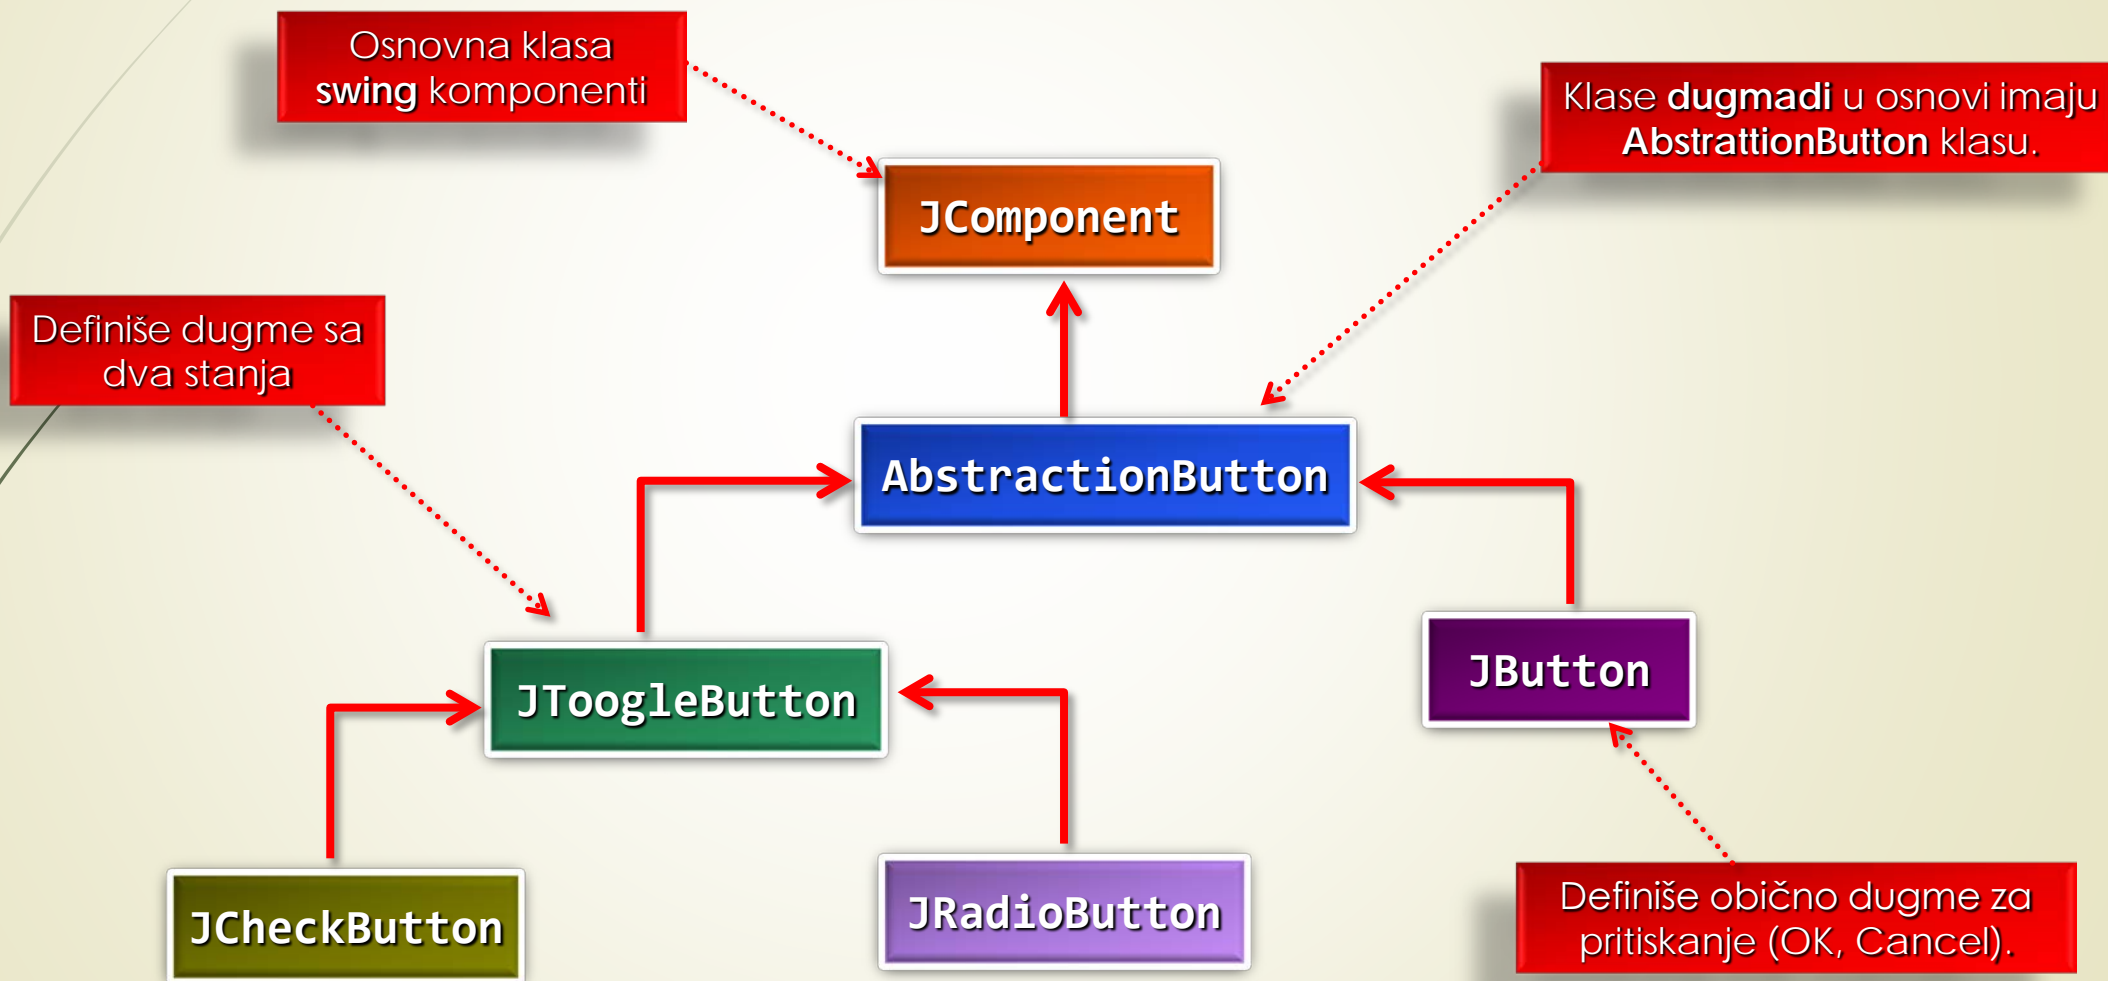 Osnovna klasa
swing komponenti
Klase dugmadi u osnovi imaju
AbstrattionButton klasu.
JComponent
Definiše dugme sa
dva stanja
AbstractionButton
JToogleButton
JButton
JCheckButton
JRadioButton
Definiše obično dugme za
pritiskanje (OK, Cancel).